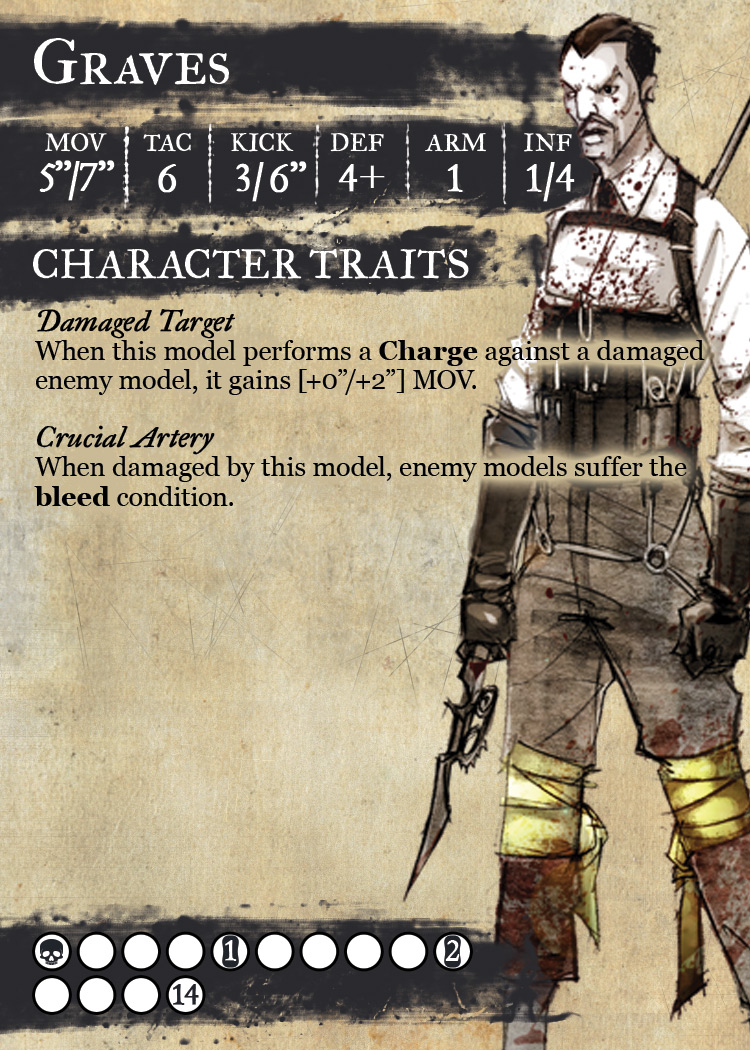 GRAVES
MOV TAC KICK DEF ARM INF
5”/7” 6 3/6” 4+ 1 1/4
CHARACTER TRAITS
Damaged Target
When this model performs a Charge against a damaged
enemy model, it gains [+0”/+2”] MOV.
Crucial Artery
When damaged by this model, enemy models suffer the
bleed condition.
1 2
14